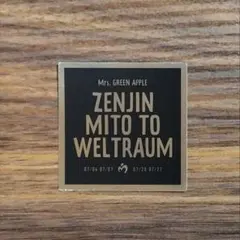 Mrs. GREEN APPLE
ZENJIN
MITO TO
WELTRAUM